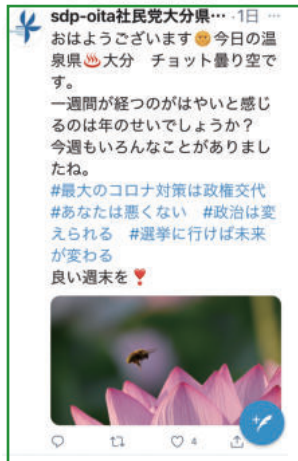 sdp-oita社民党大分県… ·1日 …
おはようございます🌞今日の温
泉県♨大分　チョット曇り空で
す。
一週間が経つのがはやいと感じ
るのは年のせいでしょうか？
今週もいろんなことがありまし
たね。
#最大のコロナ対策は政権交代
#あなたは悪くない　#政治は変
えられる　#選挙に行けば未来
が変わる
良い週末を❣
4